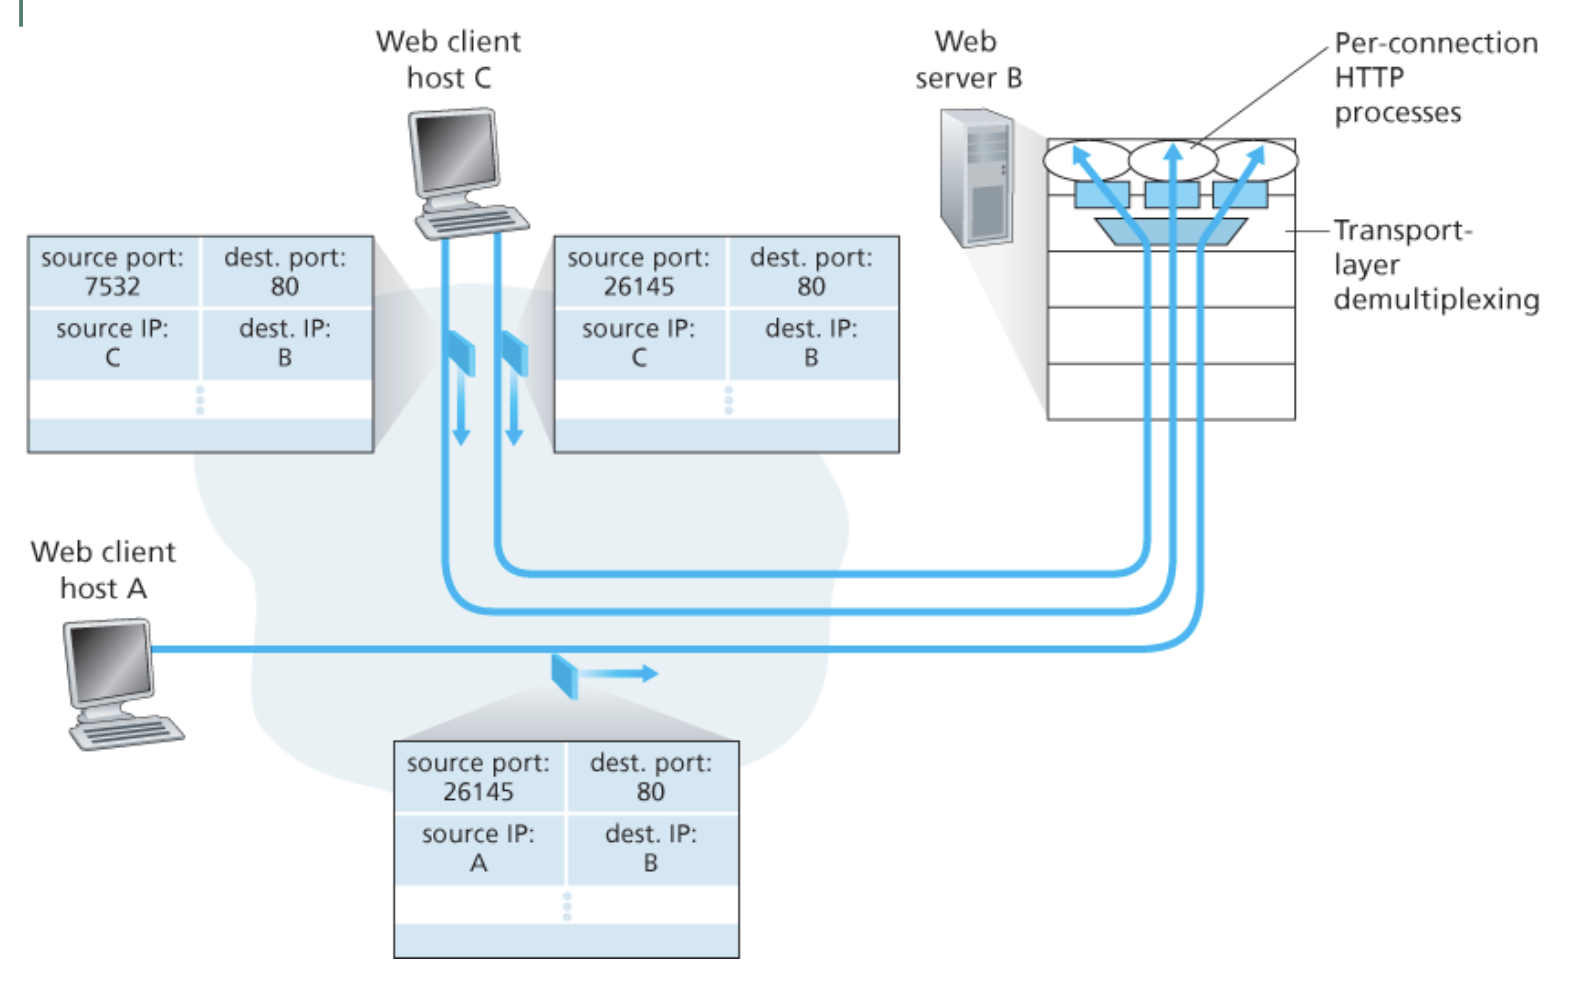 Web client
host C
Web
server B
Per-connection
HTTP
processes
Transport-
layer
demultiplexing
source port:
7532
dest. port:
80
source IP:
C
dest. IP:
B
source port:
26145
dest. port:
80
source IP:
C
dest. IP:
B
Web client
host A
source port:
26145
dest. port:
80
source IP:
A
dest. IP:
B